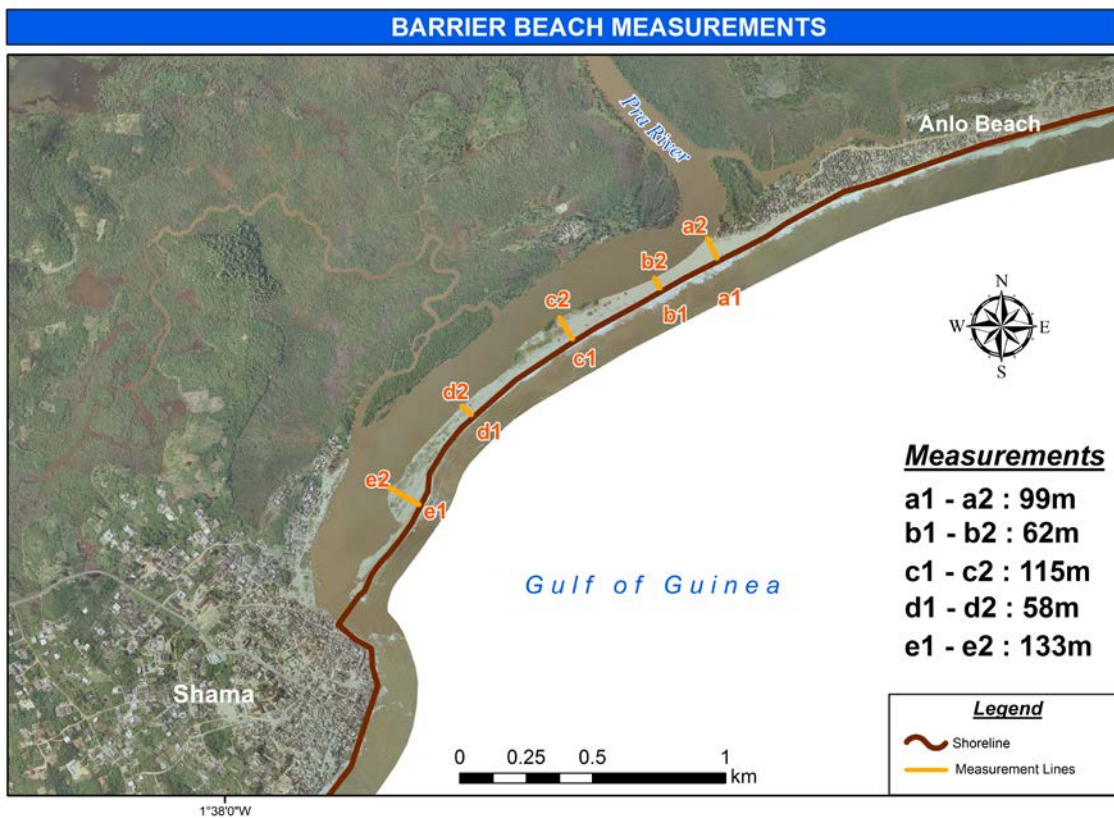 BARRIER BEACH MEASUREMENTS
Pra River
Anlo Beach
a2
b2
a1
c2
b1
c1
N
W
E
S
d2
d1
e2
e1
Measurements
a1 - a2 : 99m
b1 - b2 : 62m
c1 - c2 : 115m
d1 - d2 : 58m
e1 - e2 : 133m
Gulf of Guinea
Shama
Legend
Shoreline
Measurement Lines
0 0.25 0.5 1
km
1°38'0"W